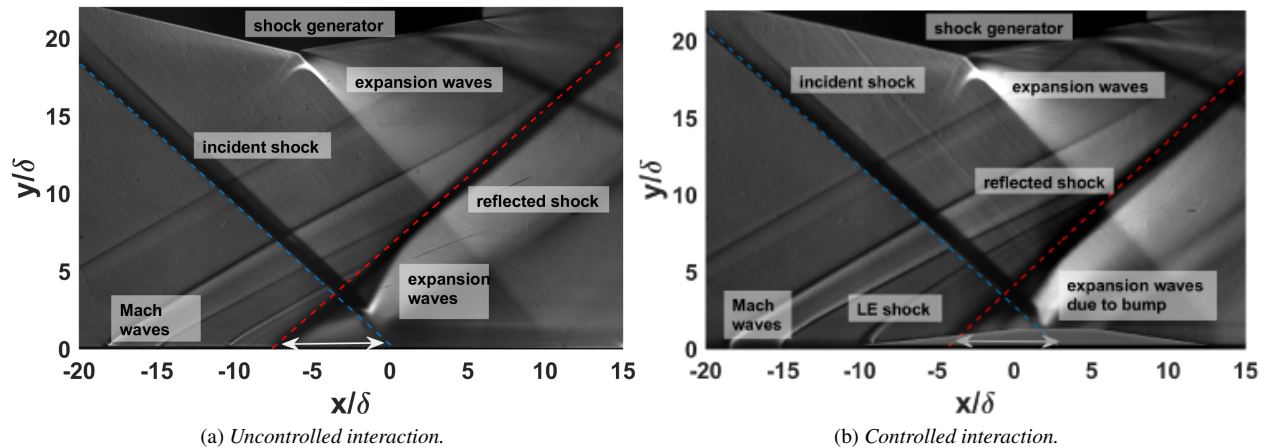 shock generator
expansion waves
incident shock
reflected shock
expansion
waves
Mach
waves
y/δ
20
15
10
5
0
-20
-15
-10
-5
0
5
10
15
x/δ
(a) Uncontrolled interaction.
shock generator
incident shock
expansion waves
reflected shock
expansion waves
due to bump
LE shock
Mach
waves
y/δ
20
15
10
5
0
-20
-15
-10
-5
0
5
10
15
x/δ
(b) Controlled interaction.